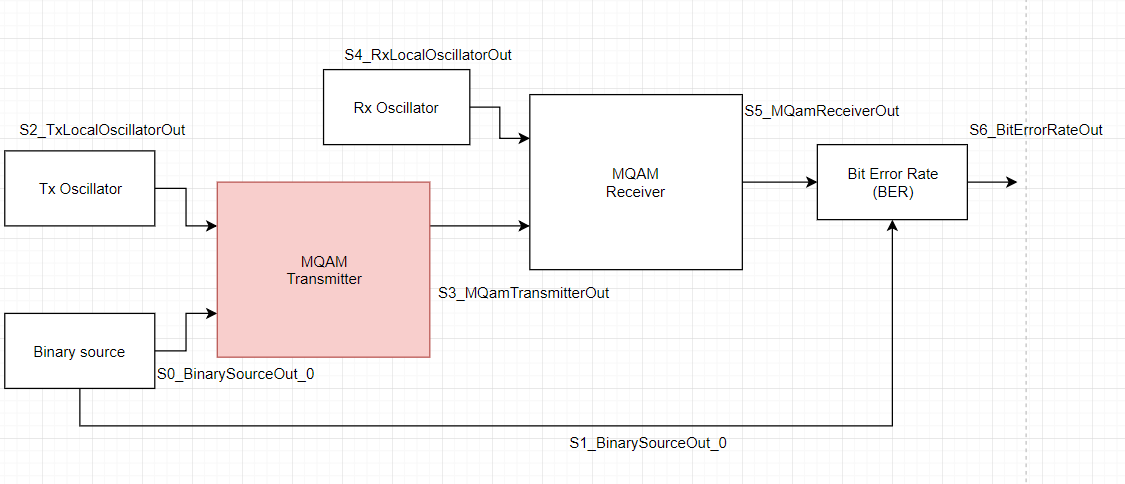 S4_RxLocalOscillatorOut
Rx Oscillator
S5_MQamReceiverOut
S2_TxLocalOscillatorOut
S6_BitErrorRateOut
Tx Oscillator
MQAM
Receiver
Bit Error Rate
(BER)
MQAM
Transmitter
S3_MQamTransmitterOut
Binary source
S0_BinarySourceOut_0
S1_BinarySourceOut_0